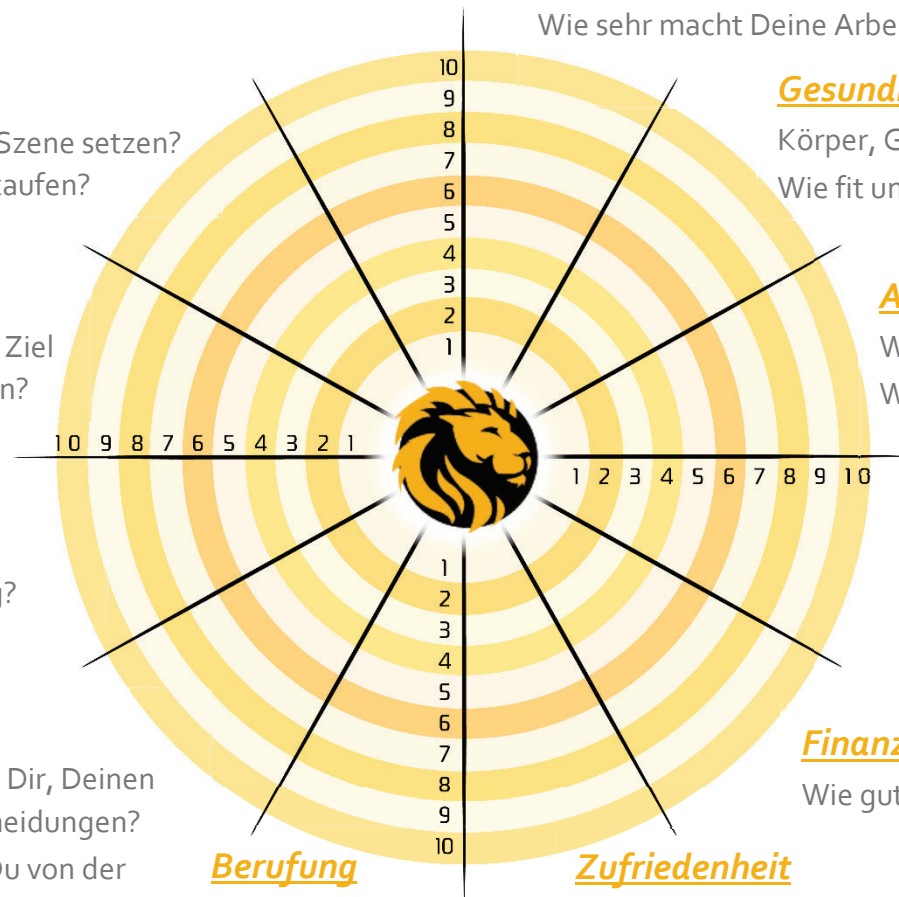 Wie sehr macht Deine Arbe
Gesund
Körper, G
Wie fit un
Szene setzen?
kaufen?
A
W
W
Ziel
n?
10
9
8
7
6
5
4
3
2
1
10 9 8 7 6 5 4 3 2 1
1 2 3 4 5 6 7 8 9 10
1
2
3
4
5
6
7
8
9
10
g?
Finanz
Wie gut
Dir, Deinen
neidungen?
Du von der
Berufung
Zufriedenheit